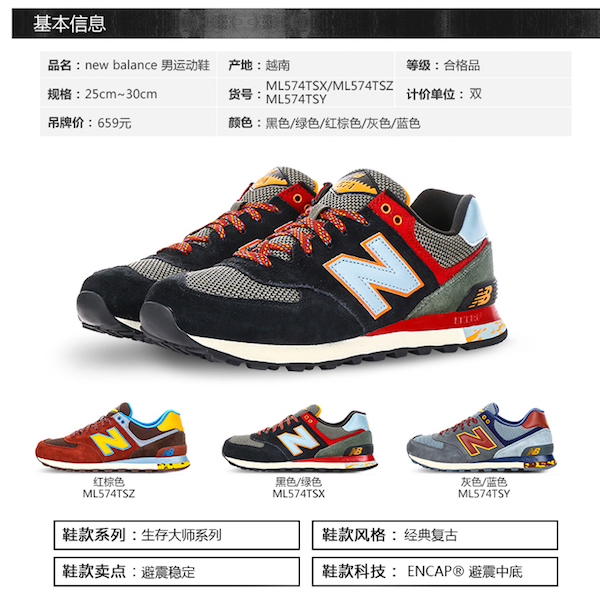 基本信息
品名：new balance 男运动鞋 产地：越南 等级：合格品
规格：25cm~30cm 货号：ML574TSX/ML574TSZ ML574TSY 计价单位：双
吊牌价：659元 颜色：黑色/绿色/红棕色/灰色/蓝色
红棕色 黑色/绿色 灰色/蓝色
ML574TSZ ML574TSX ML574TSY
鞋款系列：生存大师系列 鞋款风格：经典复古
鞋款卖点：避震稳定 鞋款科技：ENCAP® 避震中底